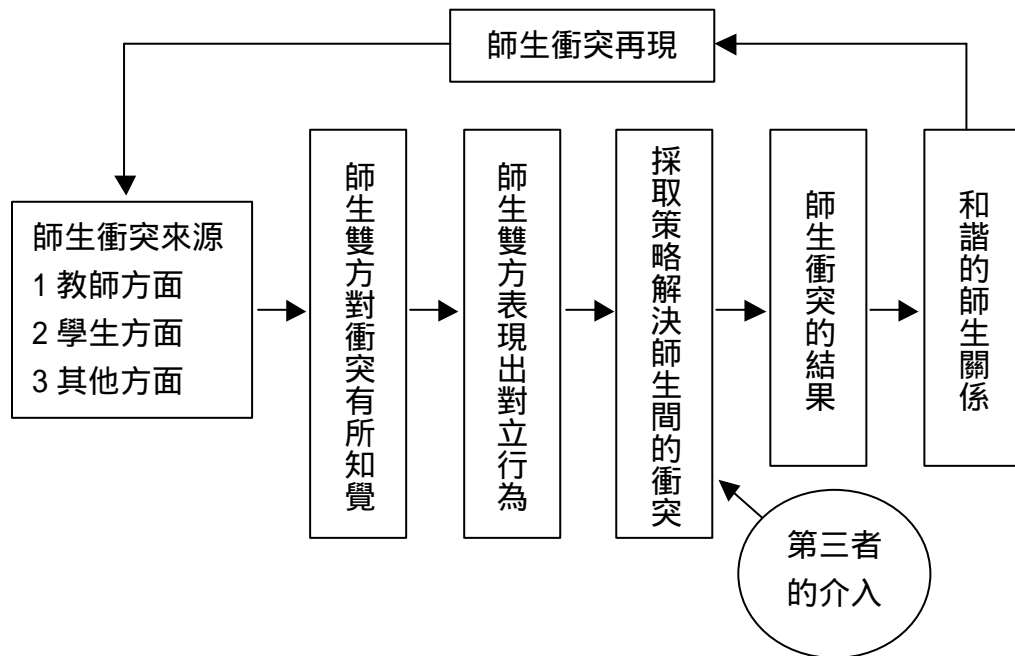 師生衝突再現
師生衝突來源
1 教師方面
2 學生方面
3 其他方面
師生雙方對衝突有所知覺
師生雙方表現出對立行為
採取策略解決師生間的衝突
師生衝突的結果
和諧的師生關係
第三者
的介入